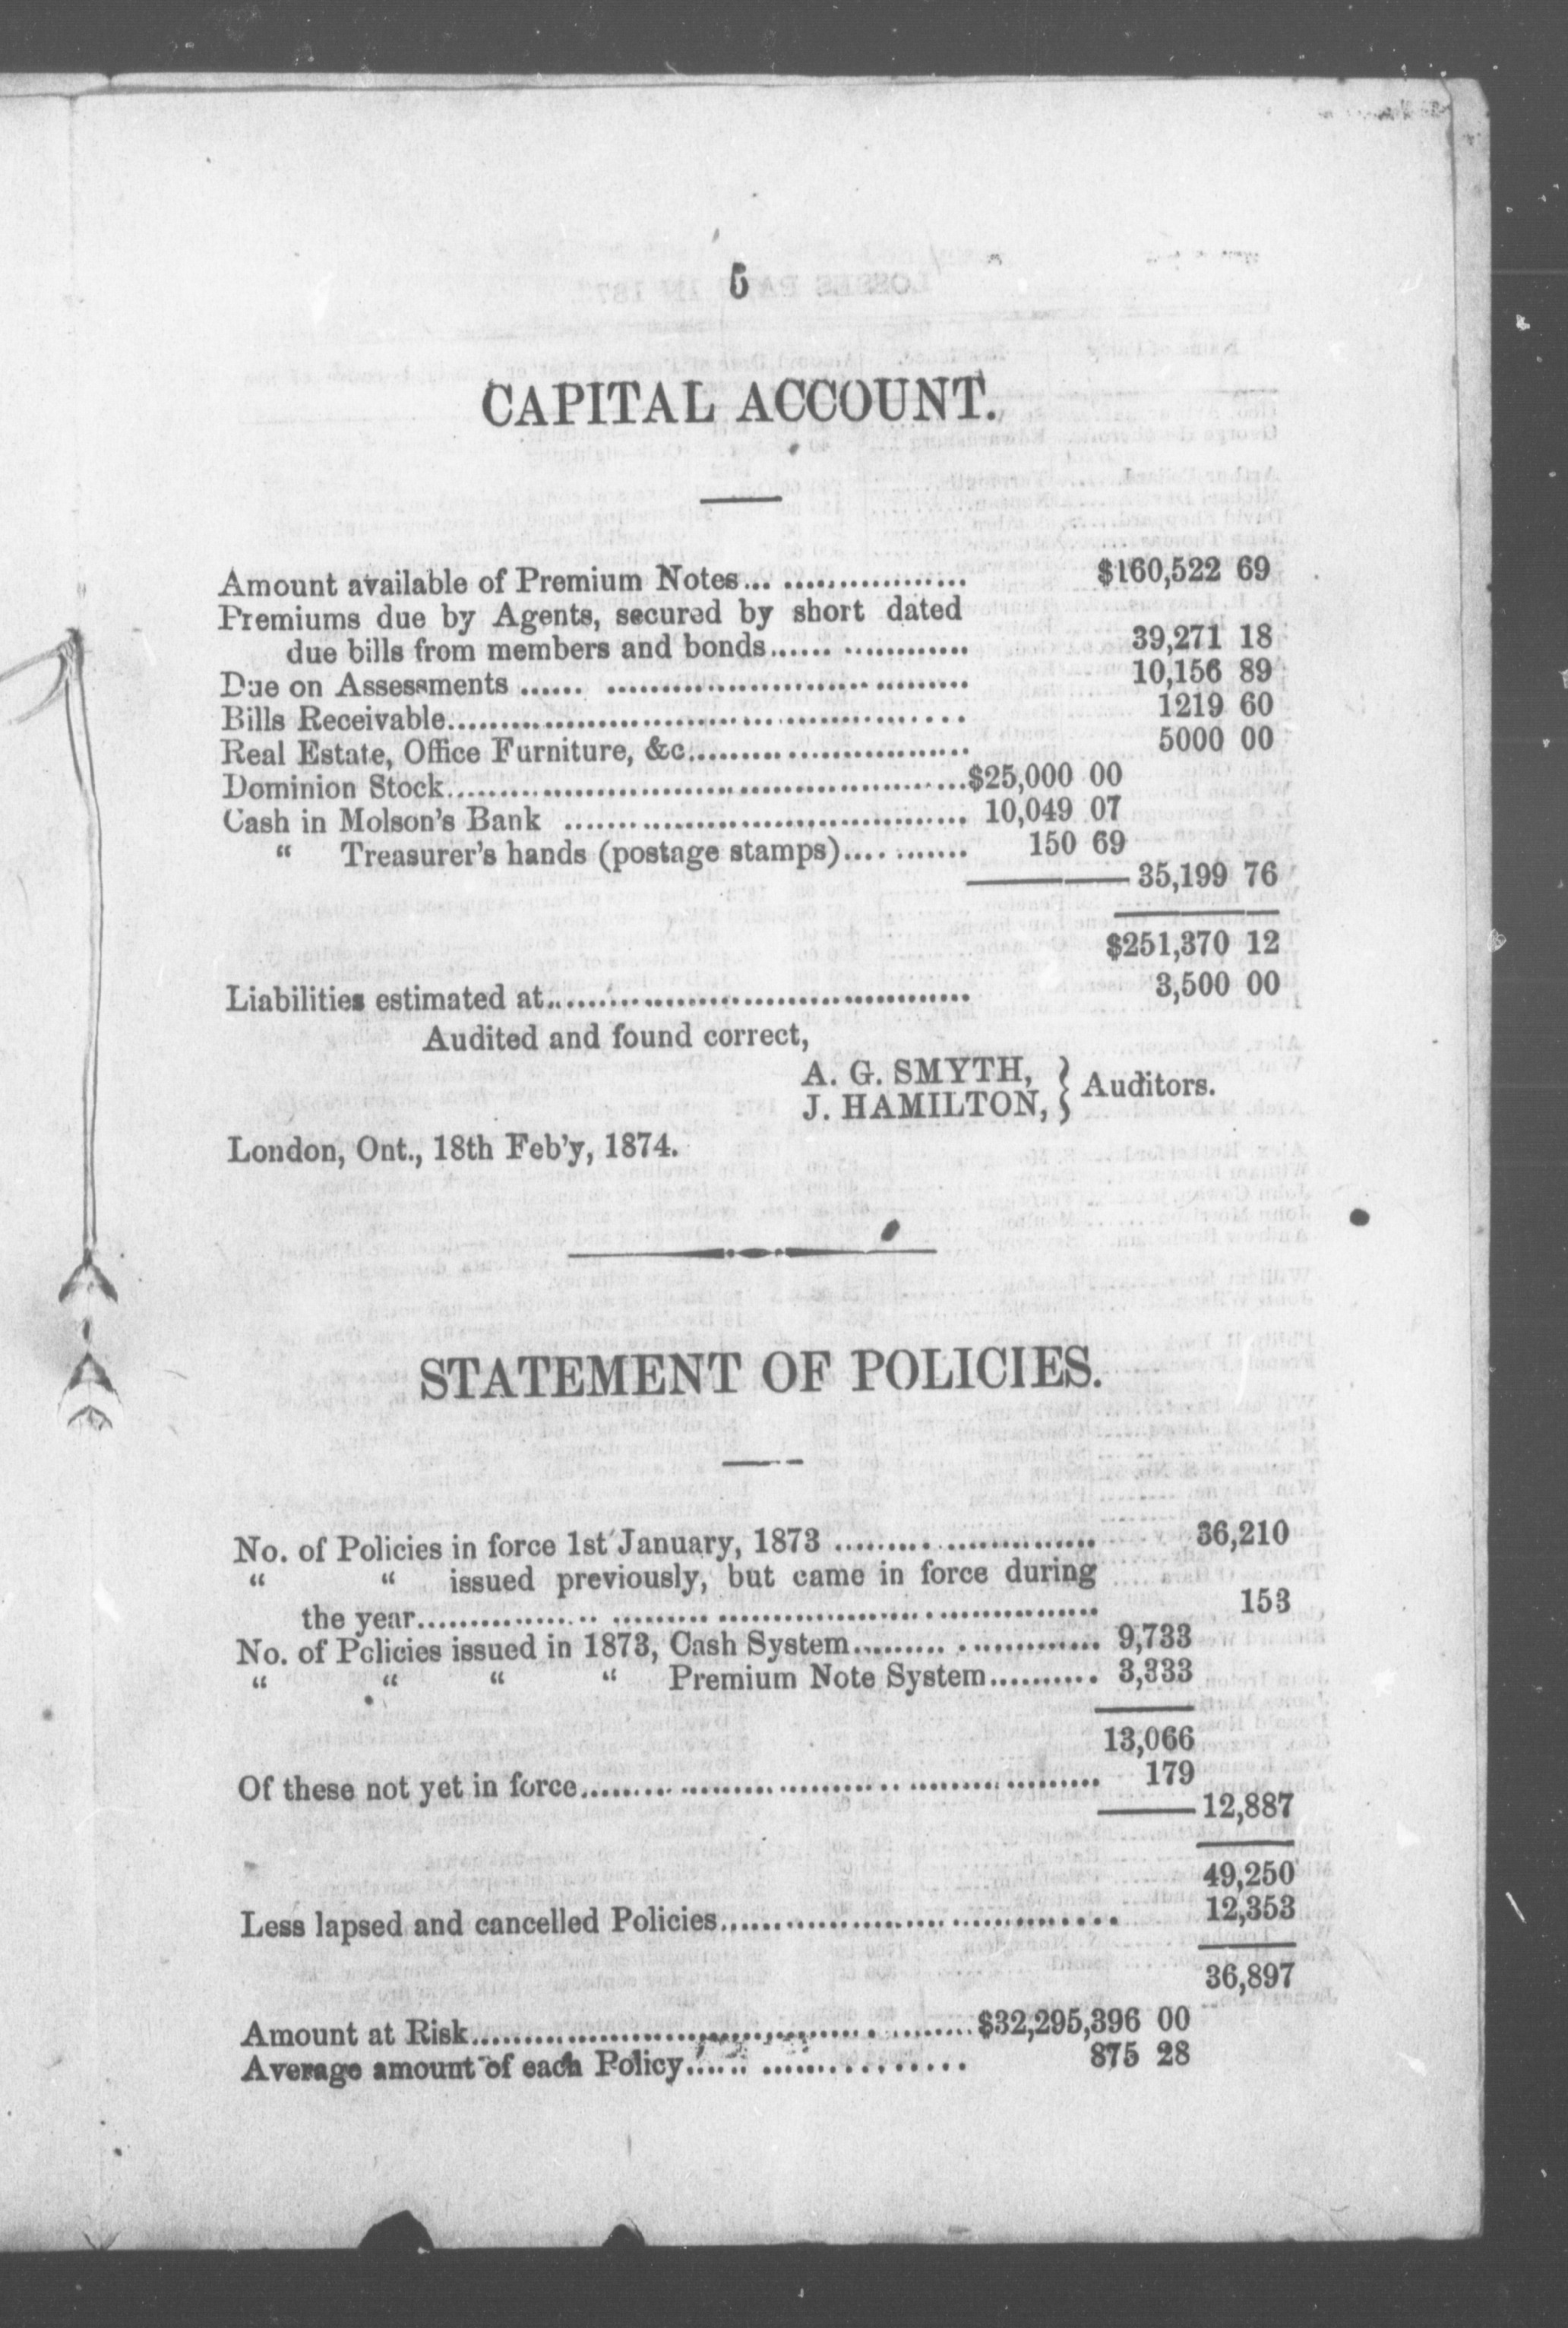 5
CAPITAL ACCOUNT.
Amount available of Premium Notes... .................. $160,522 69
Premiums due by Agents, secured by short dated
due bills from members and bonds...... ............ 39,271 18
Due on Assessments ...... ................................... 10,156 89
Bills Receivable................................................. 1219 60
Real Estate, Office Furniture, &c........................... 5000 00
Dominion Stock.................................................$25,000 00
Cash in Molson's Bank ...................................... 10,049 07
“ Treasurer's hands (postage stamps)............ 150 69
35,199 76
$251,370 12
Liabilities estimated at........................................ 3,500 00
Audited and found correct,
A. G. SMYTH,
J. HAMILTON, } Auditors.
London, Ont., 18th Feb'y, 1874.
STATEMENT OF POLICIES.
No. of Policies in force 1st January, 1873 ......................... 36,210
“ “ issued previously, but came in force during
the year................................................................. 153
No. of Policies issued in 1873, Cash System...................... 9,733
“ “ “ “ Premium Note System.......... 3,333
13,066
Of these not yet in force.................................................. 179
12,887
49,250
Less lapsed and cancelled Policies...................................... 12,353
36,897
Amount at Risk................................................$32,295,396 00
Average amount of each Policy...... ............... 875 28